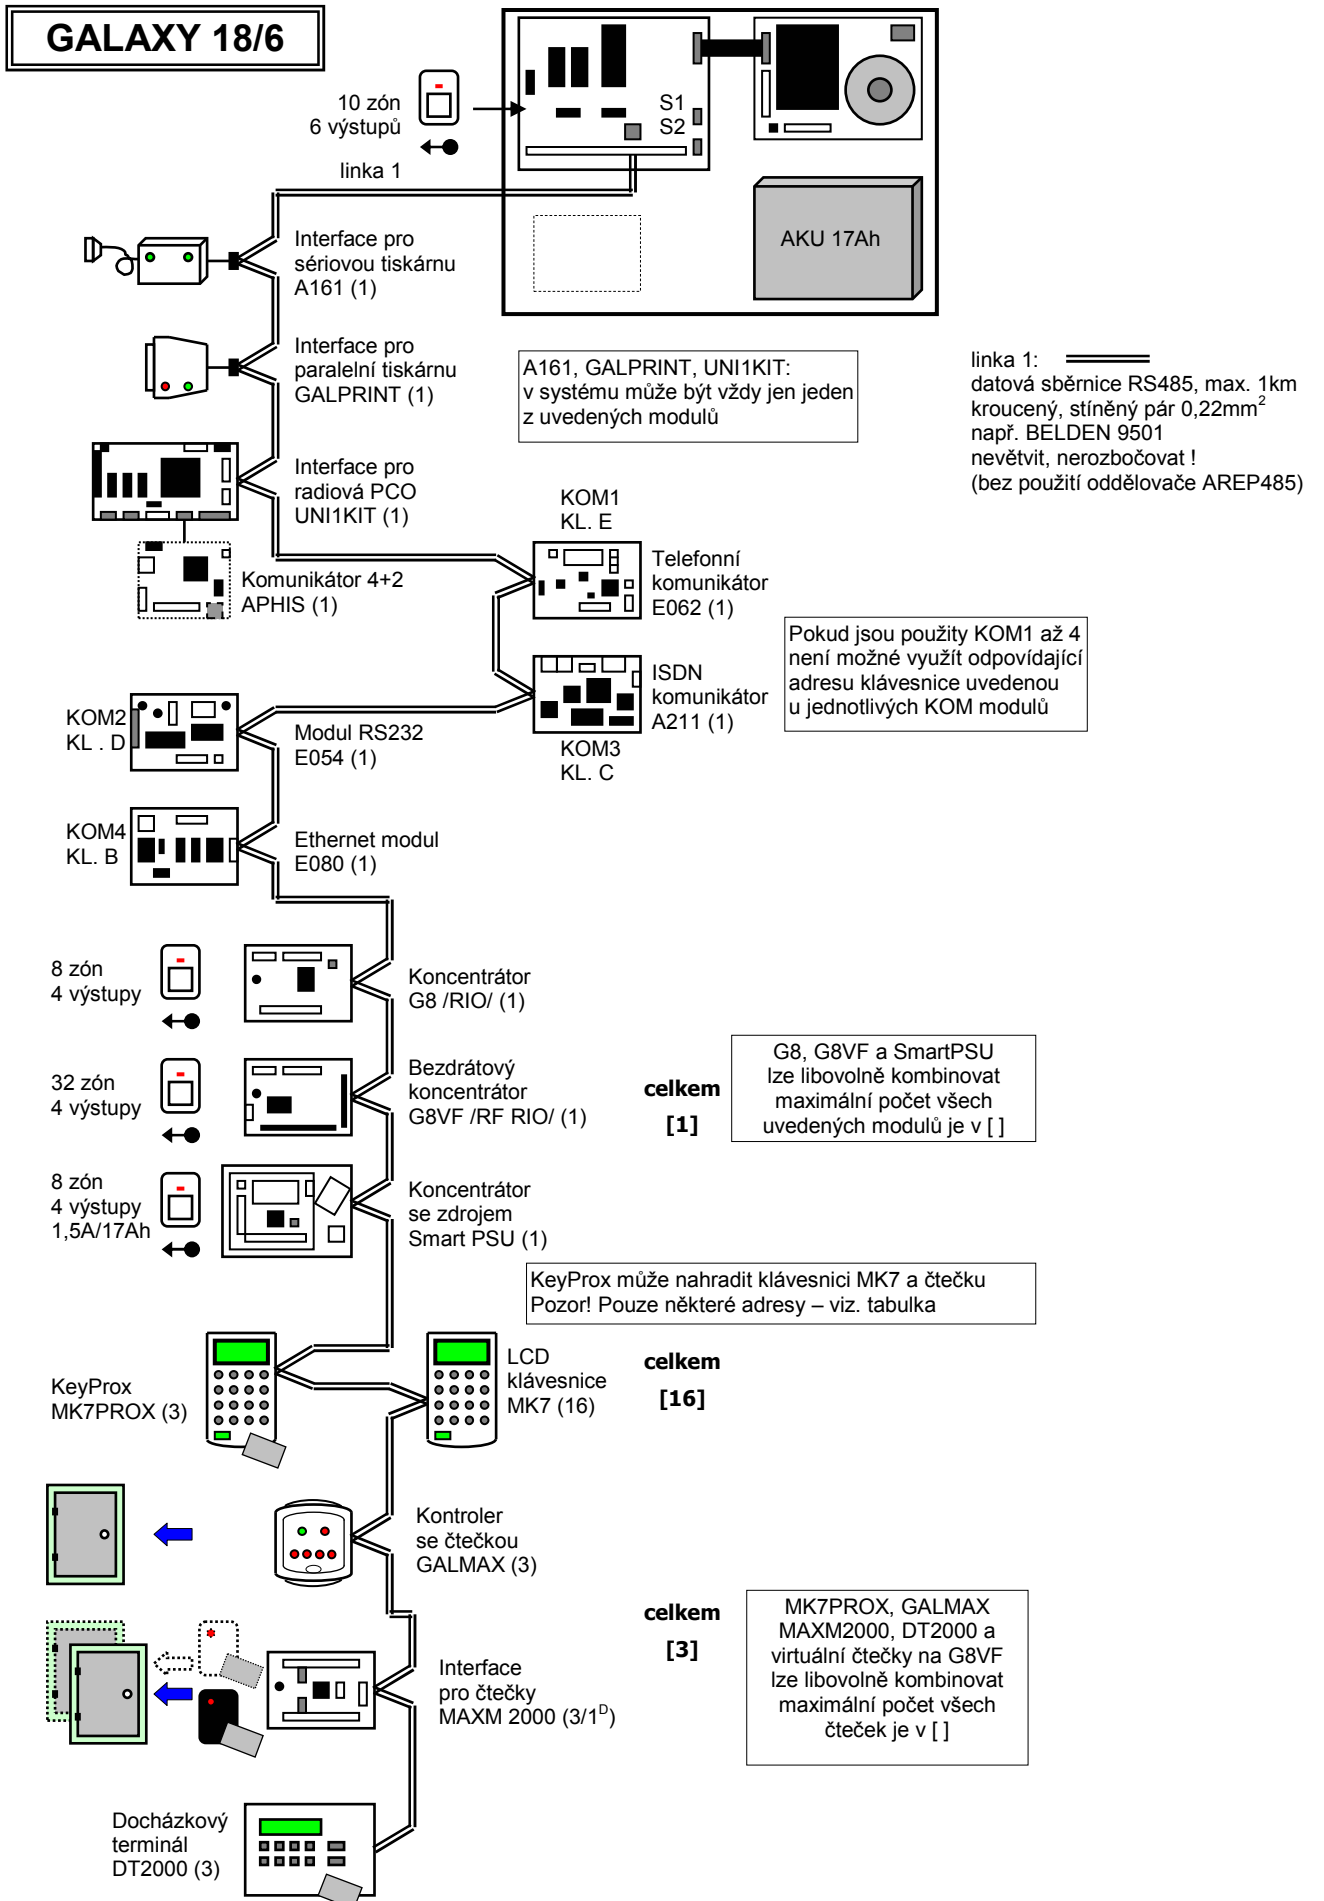 GALAXY 18/6
10 zón
6 výstupů
S1
S2
linka 1
AKU 17Ah
Interface pro
sériovou tiskárnu
A161 (1)
Interface pro
paralelní tiskárnu
GALPRINT (1)
A161, GALPRINT, UNI1KIT:
v systému může být vždy jen jeden
z uvedených modulů
linka 1:
datová sběrnice RS485, max. 1km
kroucený, stíněný pár 0,22mm²
např. BELDEN 9501
nevětvit, nerozbočovat !
(bez použití oddělovače AREP485)
Interface pro
radiová PCO
UNI1KIT (1)
KOM1
KL. E
Telefonní
komunikátor
E062 (1)
Komunikátor 4+2
APHIS (1)
Pokud jsou použity KOM1 až 4
není možné využít odpovídající
adresu klávesnice uvedenou
u jednotlivých KOM modulů
ISDN
komunikátor
A211 (1)
KOM3
KL. C
KOM2
KL . D
Modul RS232
E054 (1)
KOM4
KL. B
Ethernet modul
E080 (1)
8 zón
4 výstupy
Koncentrátor
G8 /RIO/ (1)
32 zón
4 výstupy
Bezdrátový
koncentrátor
G8VF /RF RIO/ (1)
celkem
[1]
G8, G8VF a SmartPSU
lze libovolně kombinovat
maximální počet všech
uvedených modulů je v [ ]
8 zón
4 výstupy
1,5A/17Ah
Koncentrátor
se zdrojem
Smart PSU (1)
KeyProx může nahradit klávesnici MK7 a čtečku
Pozor! Pouze některé adresy – viz. tabulka
KeyProx
MK7PROX (3)
LCD
klávesnice
MK7 (16)
celkem
[16]
Kontroler
se čtečkou
GALMAX (3)
celkem
[3]
MK7PROX, GALMAX
MAXM2000, DT2000 a
virtuální čtečky na G8VF
lze libovolně kombinovat
maximální počet všech
čteček je v [ ]
Interface
pro čtečky
MAXM 2000 (3/1ᴰ)
Docházkový
terminál
DT2000 (3)